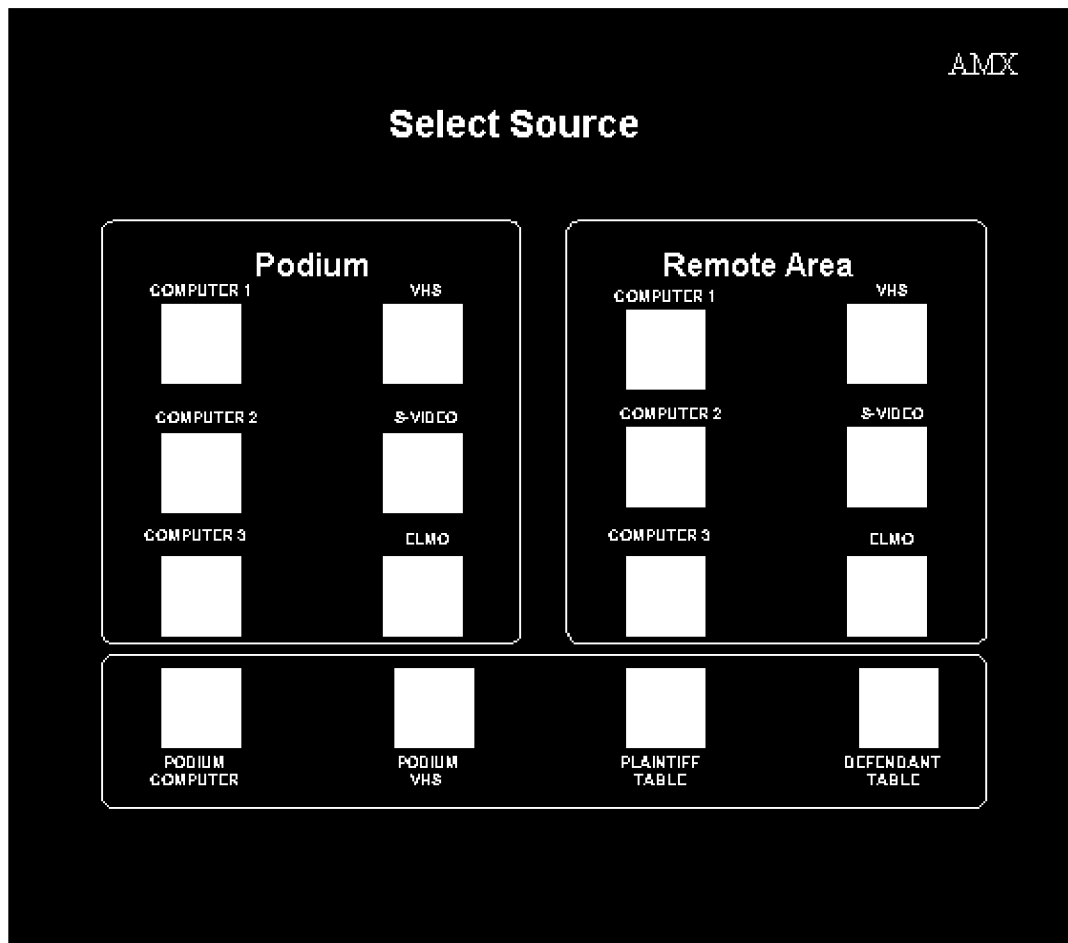 AMX
Select Source
Podium
COMPUTER 1
VHS
COMPUTER 2
S-VIDEO
COMPUTER 3
ELMO
Remote Area
COMPUTER 1
VHS
COMPUTER 2
S-VIDEO
COMPUTER 3
ELMO
PODIUM
COMPUTER
PODIUM
VHS
PLAINTIFF
TABLE
DEFENDANT
TABLE